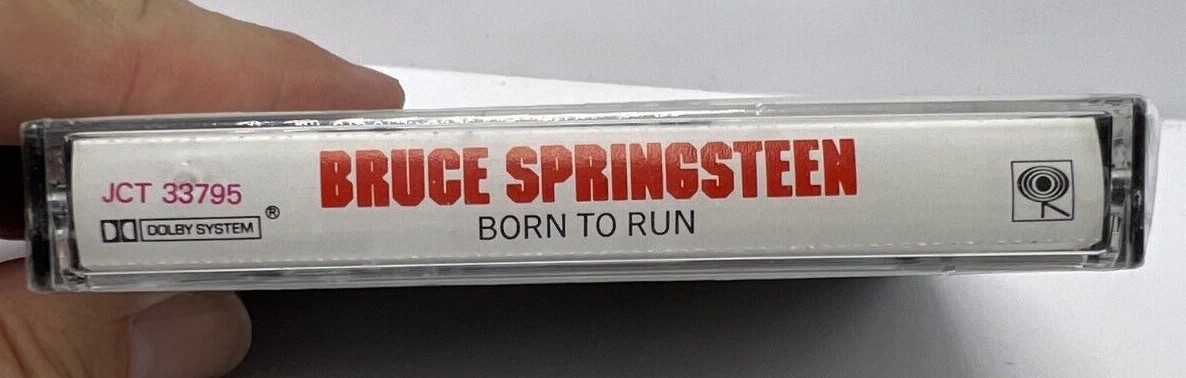 JCT 33795
DOLBY SYSTEM ®
BRUCE SPRINGSTEEN
BORN TO RUN